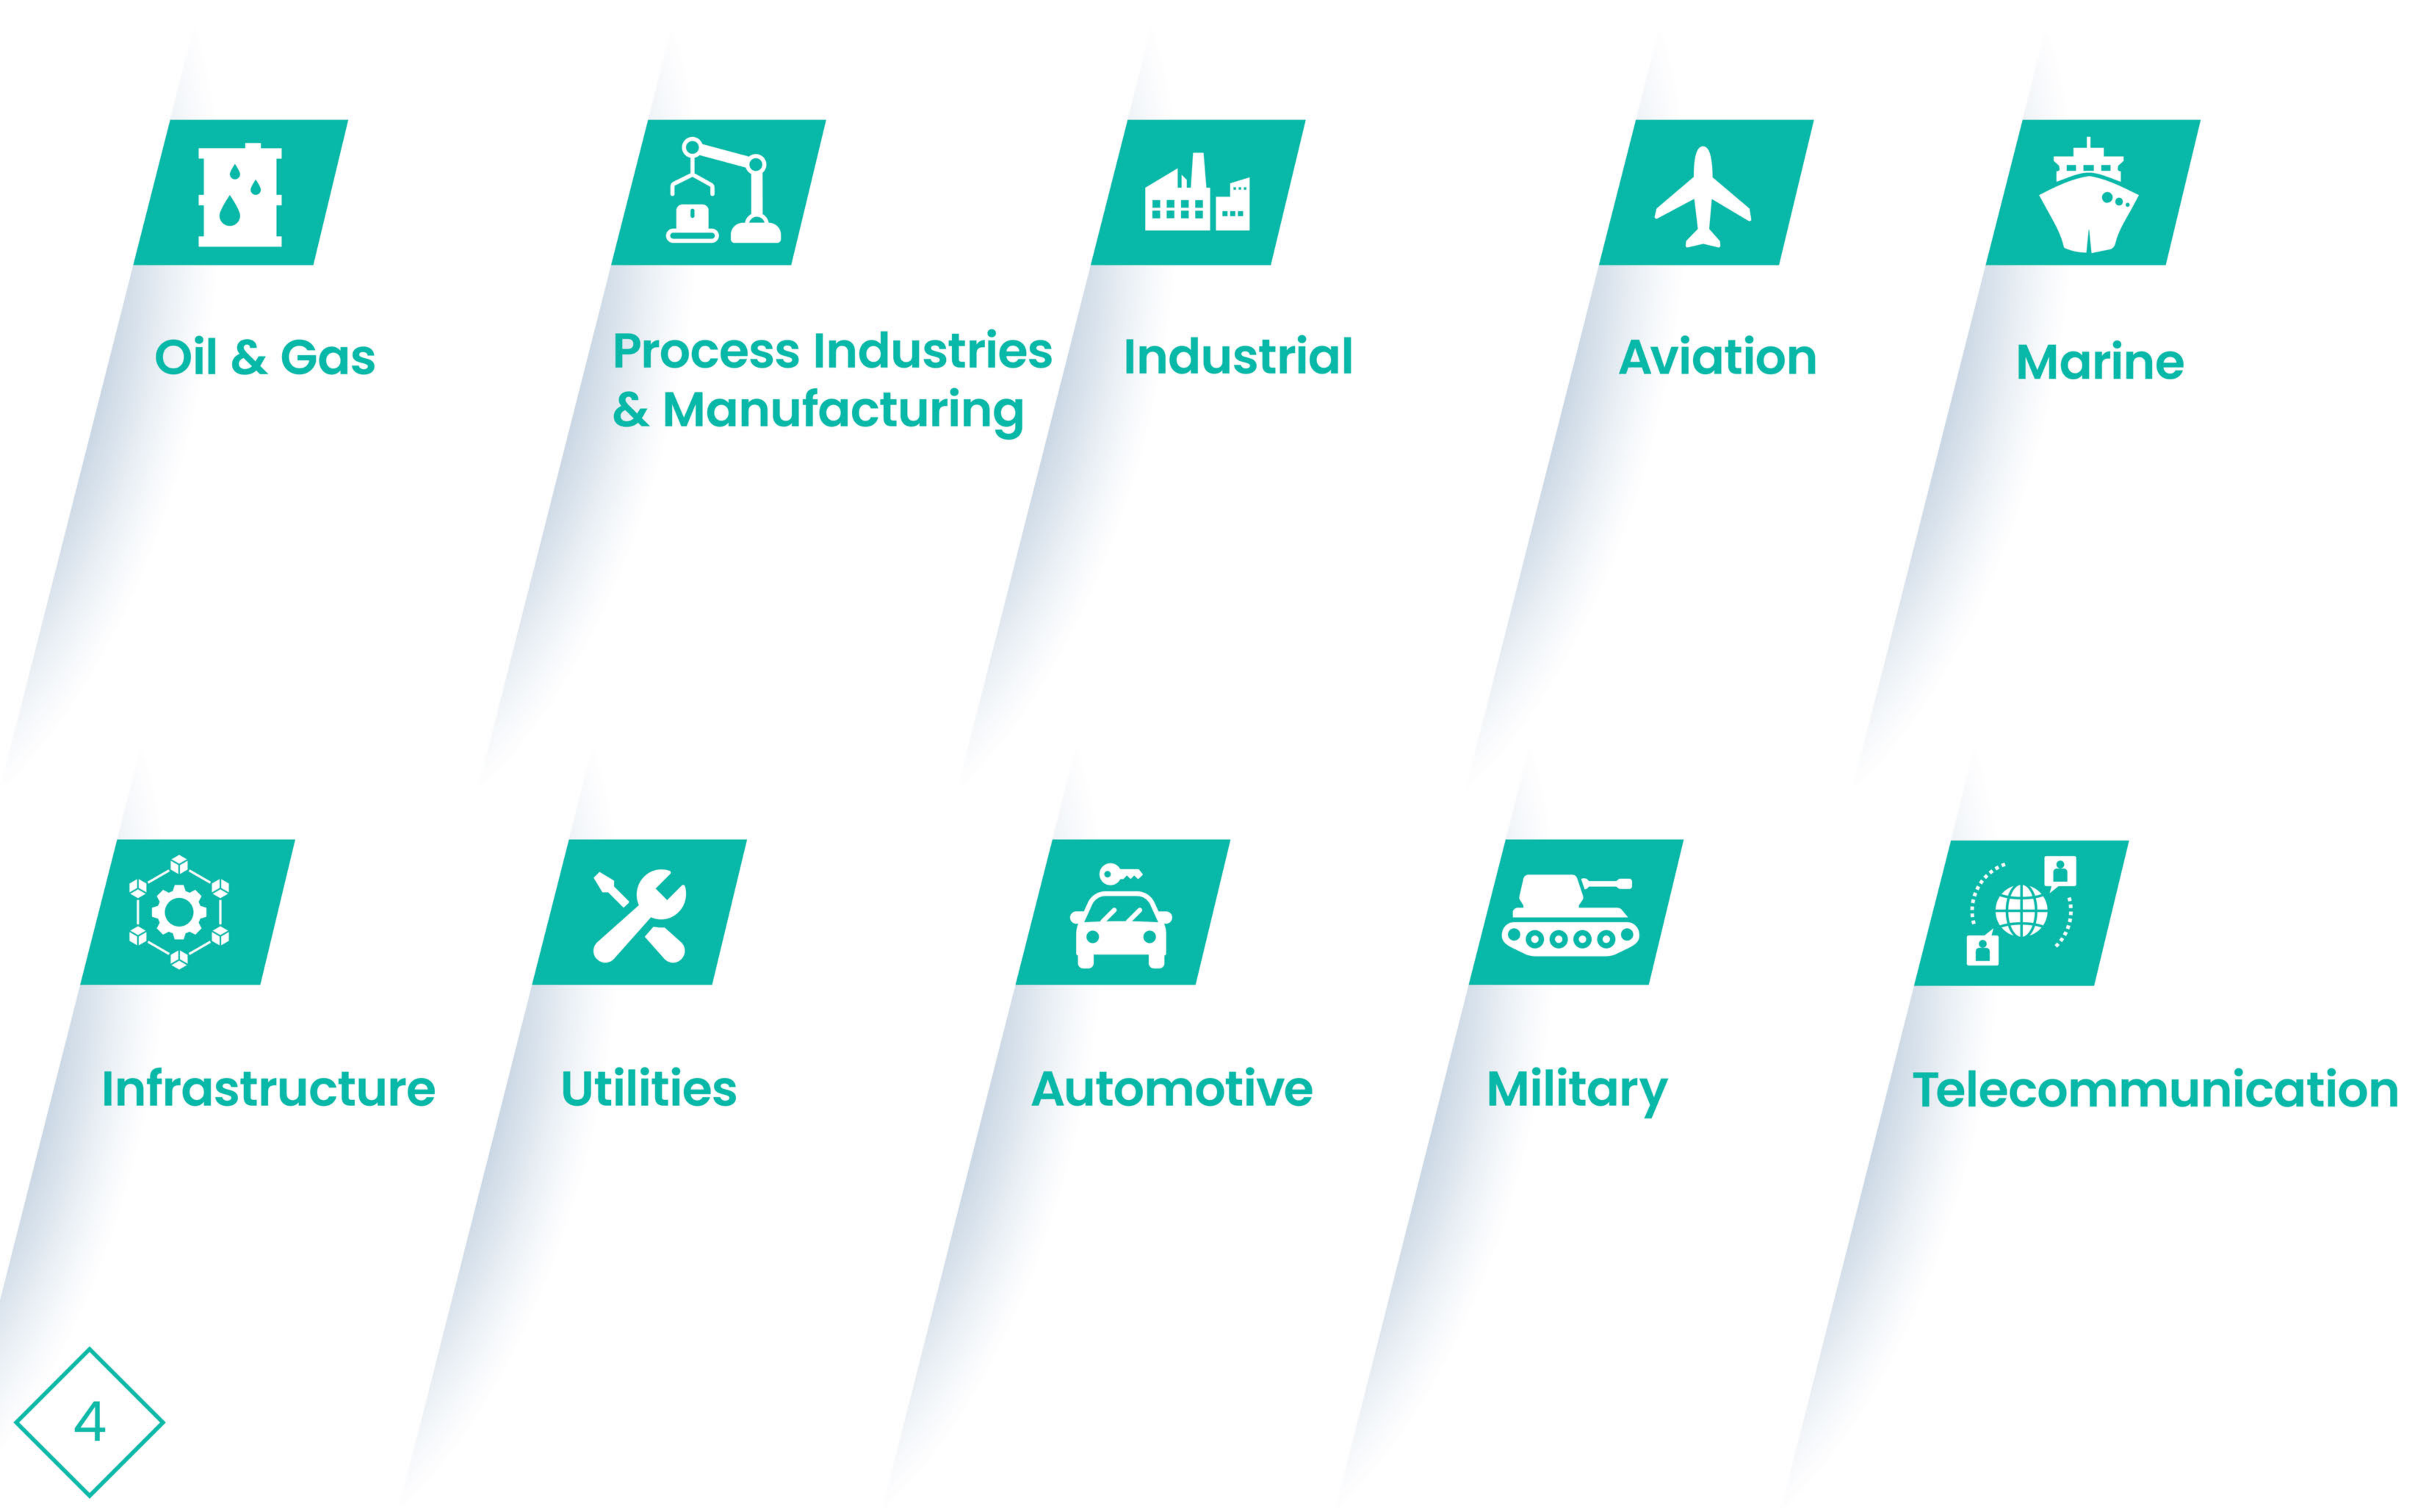 Oil & Gas
Process Industries
& Manufacturing
Industrial
Aviation
Marine
Infrastructure
Utilities
Automotive
Military
Telecommunication
4